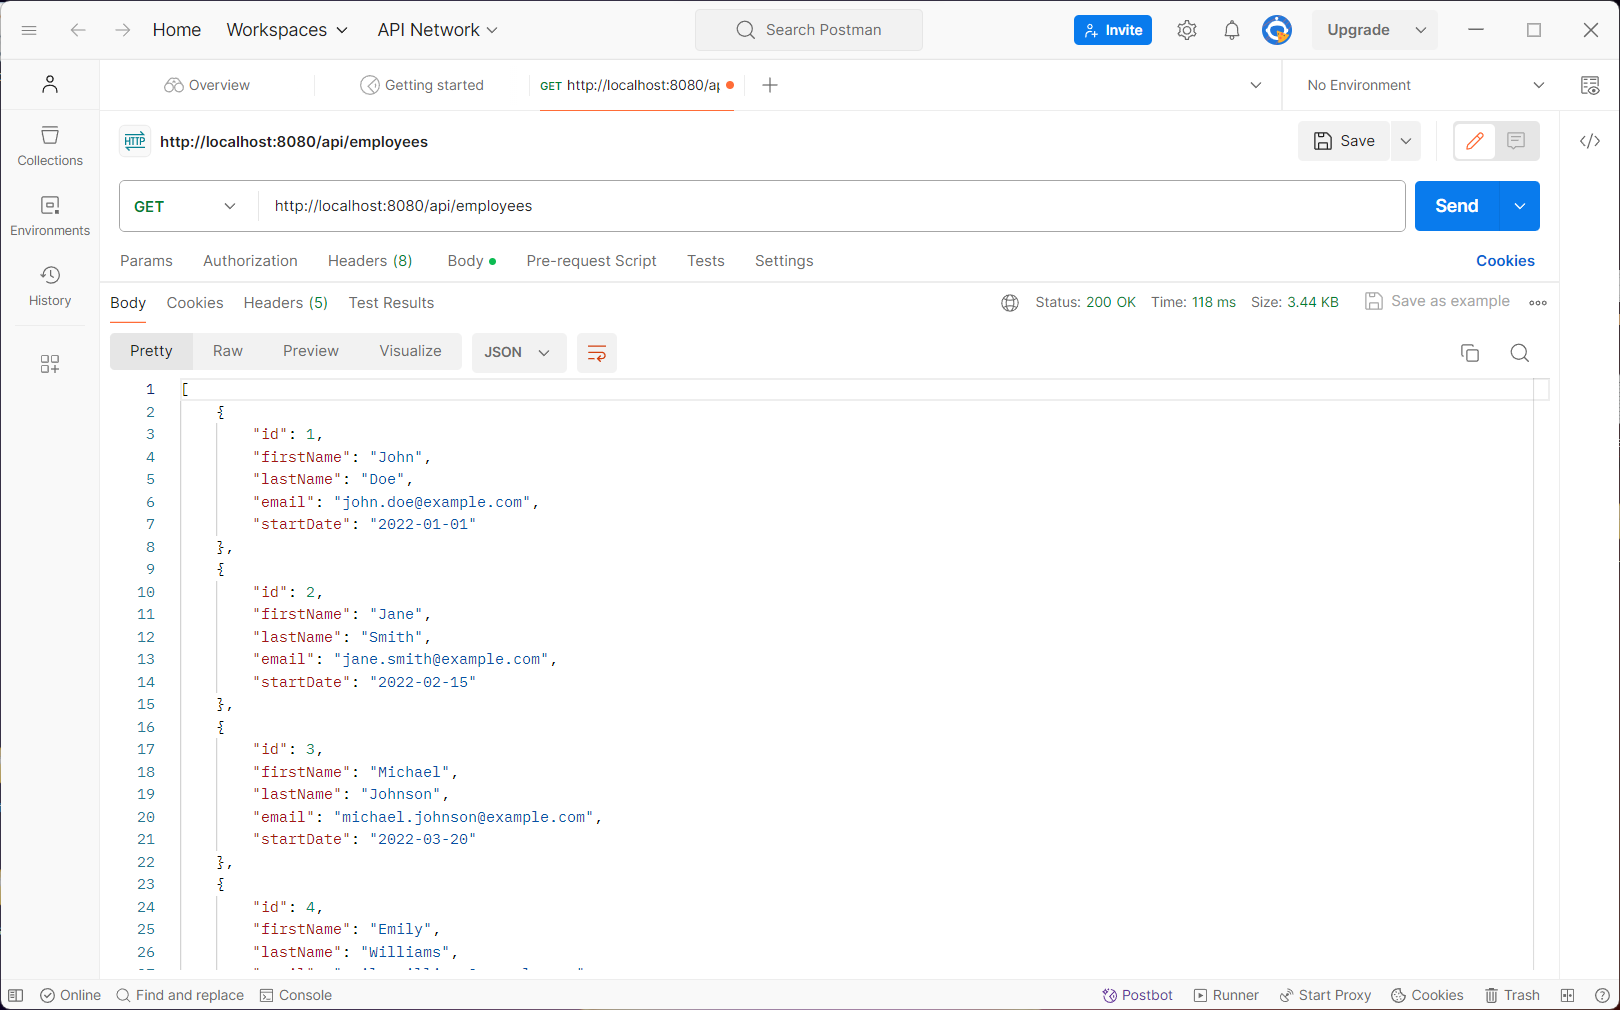 Home Workspaces API Network Search Postman Invite Upgrade
Overview Getting started GET http://localhost:8080/ap No Environment
HTTP http://localhost:8080/api/employees Save
Collections
GET http://localhost:8080/api/employees Send
Environments
Params Authorization Headers (8) Body Pre-request Script Tests Settings Cookies
History
Body Cookies Headers (5) Test Results Status: 200 OK Time: 118 ms Size: 3.44 KB Save as example
Pretty Raw Preview Visualize JSON
1 [
2 {
3 "id": 1,
4 "firstName": "John",
5 "lastName": "Doe",
6 "email": "john.doe@example.com",
7 "startDate": "2022-01-01"
8 },
9 {
10 "id": 2,
11 "firstName": "Jane",
12 "lastName": "Smith",
13 "email": "jane.smith@example.com",
14 "startDate": "2022-02-15"
15 },
16 {
17 "id": 3,
18 "firstName": "Michael",
19 "lastName": "Johnson",
20 "email": "michael.johnson@example.com",
21 "startDate": "2022-03-20"
22 },
23 {
24 "id": 4,
25 "firstName": "Emily",
26 "lastName": "Williams",
Online Find and replace Console Postbot Runner Start Proxy Cookies Trash